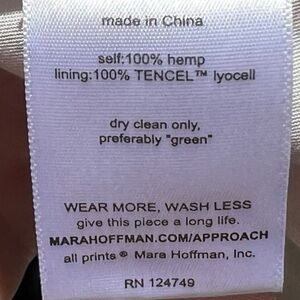 made in China
self:100% hemp
lining:100% TENCEL™ lyocell
dry clean only,
preferably "green"
WEAR MORE, WASH LESS
give this piece a long life.
MARAHOFFMAN.COM/APPROACH
all prints ® Mara Hoffman, Inc.
RN 124749